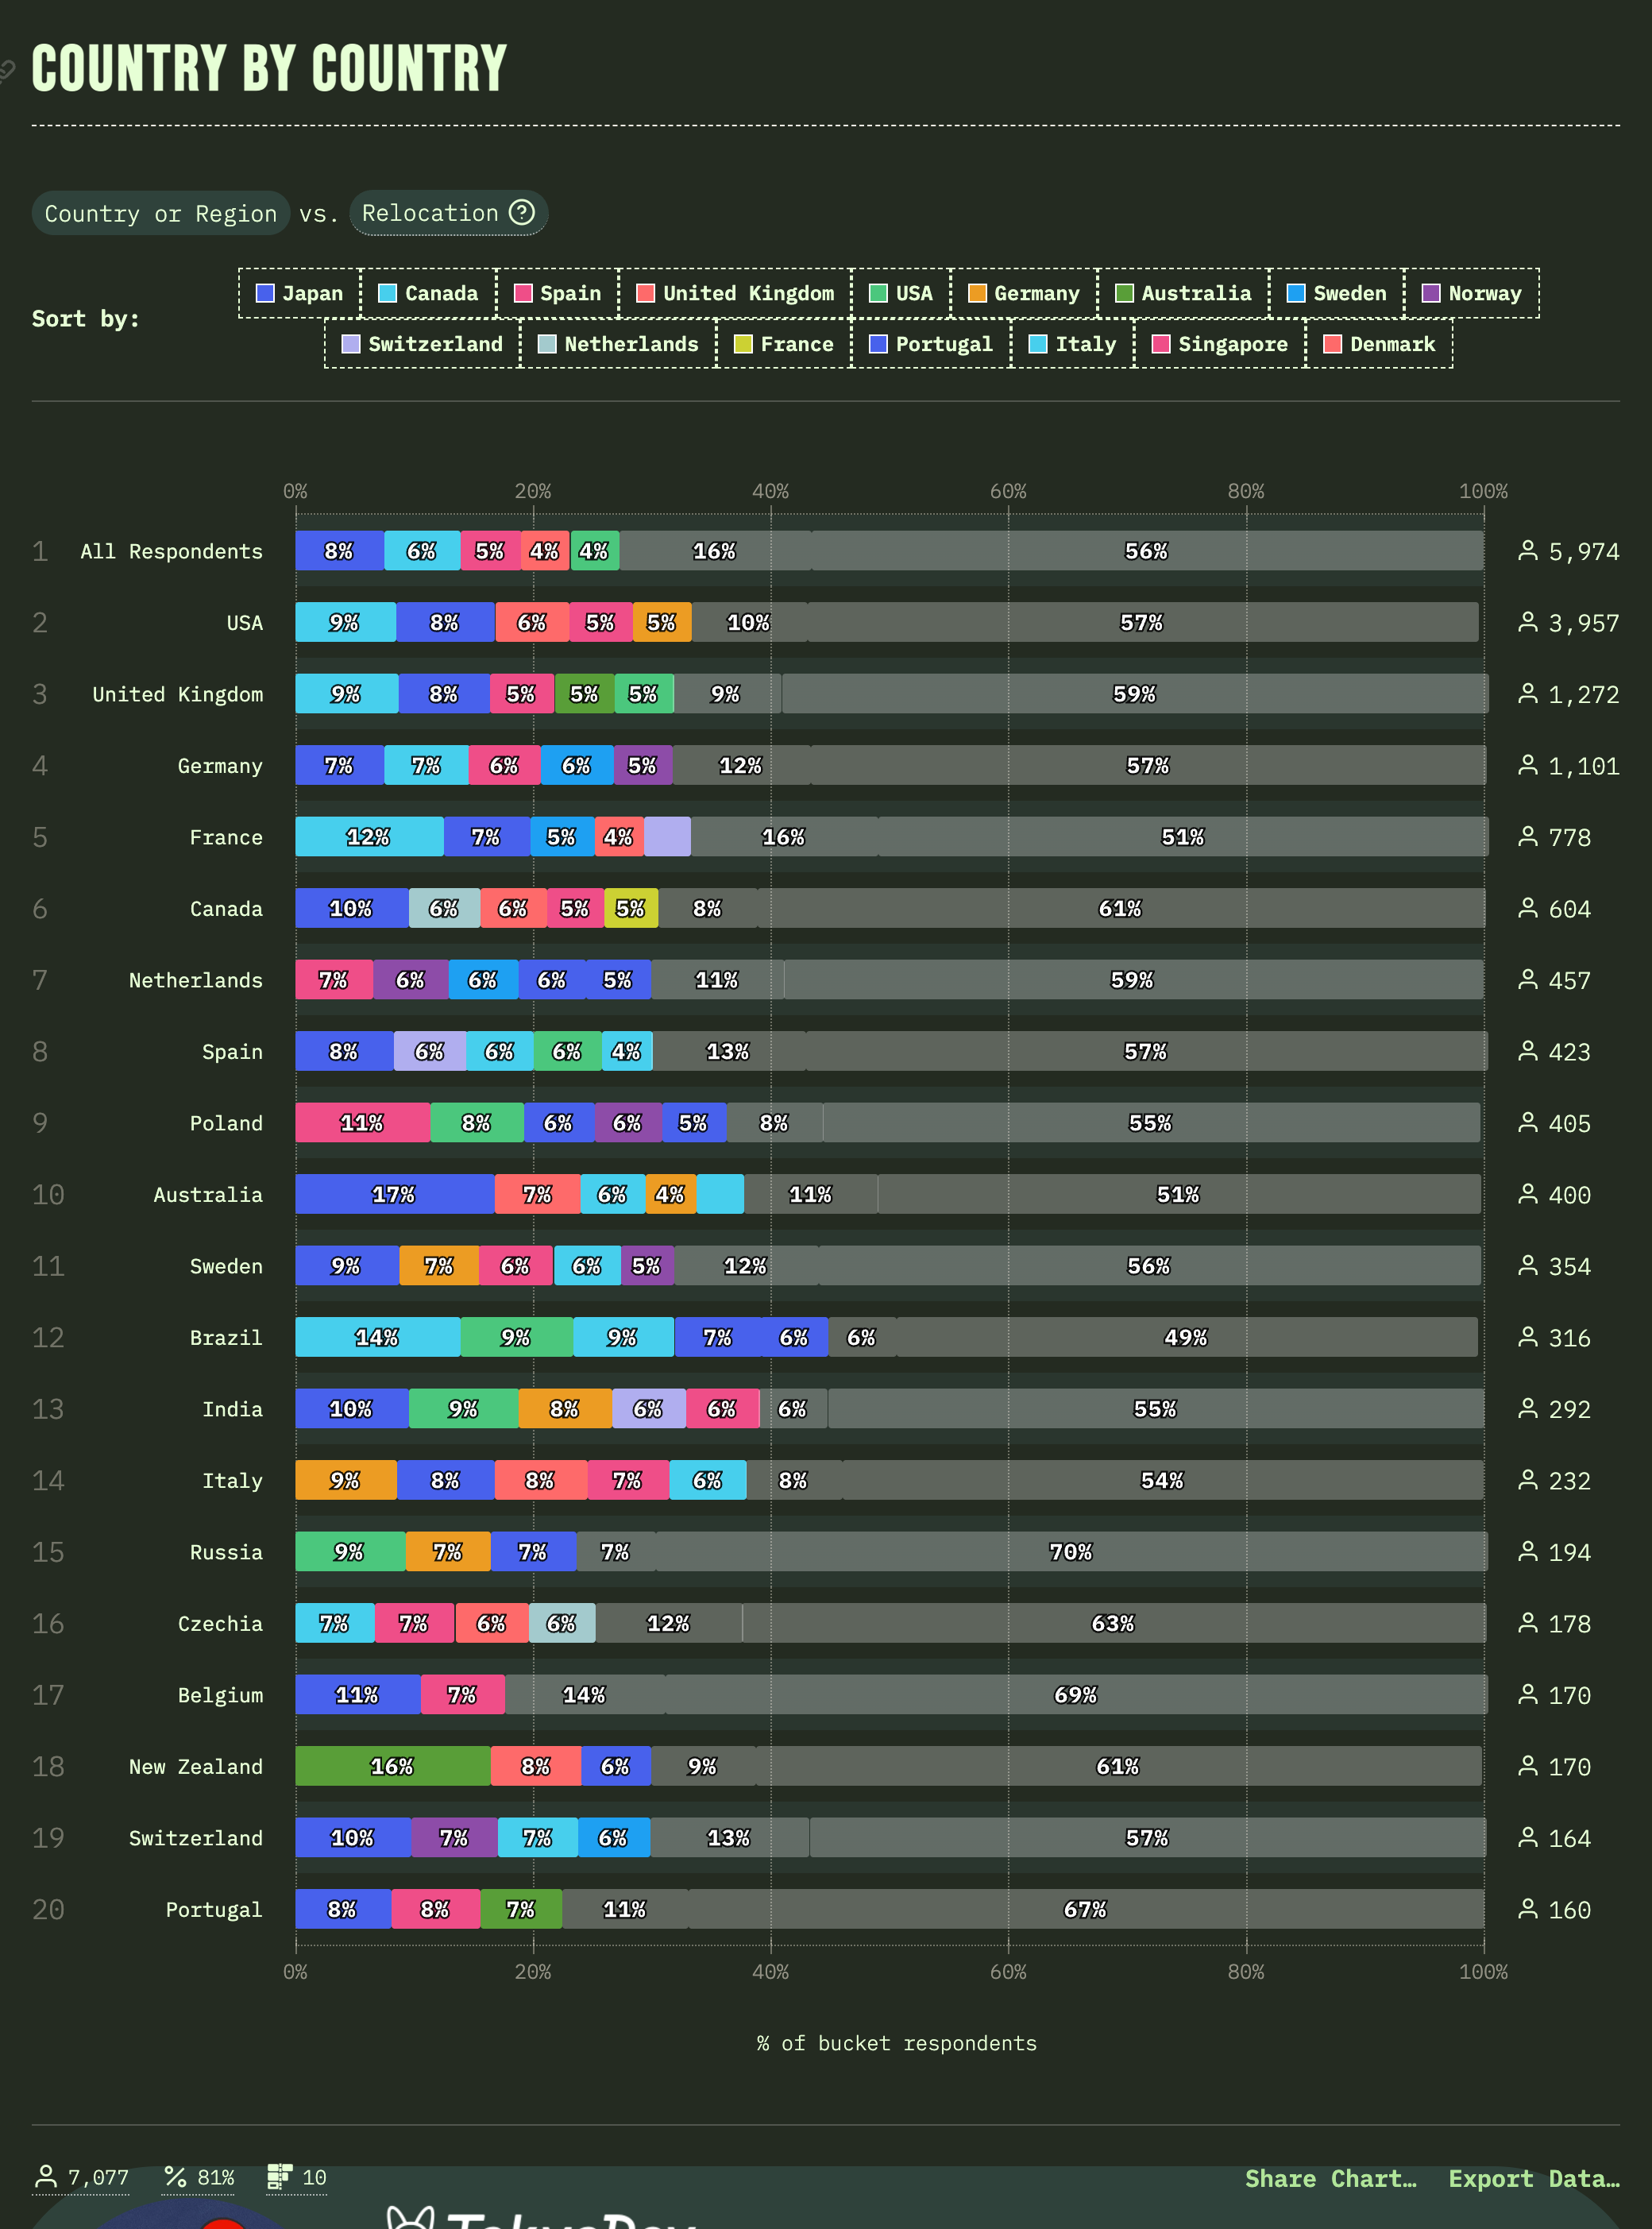 COUNTRY BY COUNTRY
Country or Region vs. Relocation ?
Sort by:
Japan Canada Spain United Kingdom USA Germany Australia Sweden Norway
Switzerland Netherlands France Portugal Italy Singapore Denmark
0% 20% 40% 60% 80% 100%
1 All Respondents 8% 6% 5% 4% 4% 16% 56% 5,974
2 USA 9% 8% 6% 5% 5% 10% 57% 3,957
3 United Kingdom 9% 8% 5% 5% 5% 9% 59% 1,272
4 Germany 7% 7% 6% 6% 5% 12% 57% 1,101
5 France 12% 7% 5% 4% 16% 51% 778
6 Canada 10% 6% 6% 5% 5% 8% 61% 604
7 Netherlands 7% 6% 6% 6% 5% 11% 59% 457
8 Spain 8% 6% 6% 6% 4% 13% 57% 423
9 Poland 11% 8% 6% 6% 5% 8% 55% 405
10 Australia 17% 7% 6% 4% 11% 51% 400
11 Sweden 9% 7% 6% 6% 5% 12% 56% 354
12 Brazil 14% 9% 9% 7% 6% 6% 49% 316
13 India 10% 9% 8% 6% 6% 6% 55% 292
14 Italy 9% 8% 8% 7% 6% 8% 54% 232
15 Russia 9% 7% 7% 7% 70% 194
16 Czechia 7% 7% 6% 6% 12% 63% 178
17 Belgium 11% 7% 14% 69% 170
18 New Zealand 16% 8% 6% 9% 61% 170
19 Switzerland 10% 7% 7% 6% 13% 57% 164
20 Portugal 8% 8% 7% 11% 67% 160
0% 20% 40% 60% 80% 100%
% of bucket respondents
7,077 % 81% 10 Share Chart… Export Data…
TokyoDev